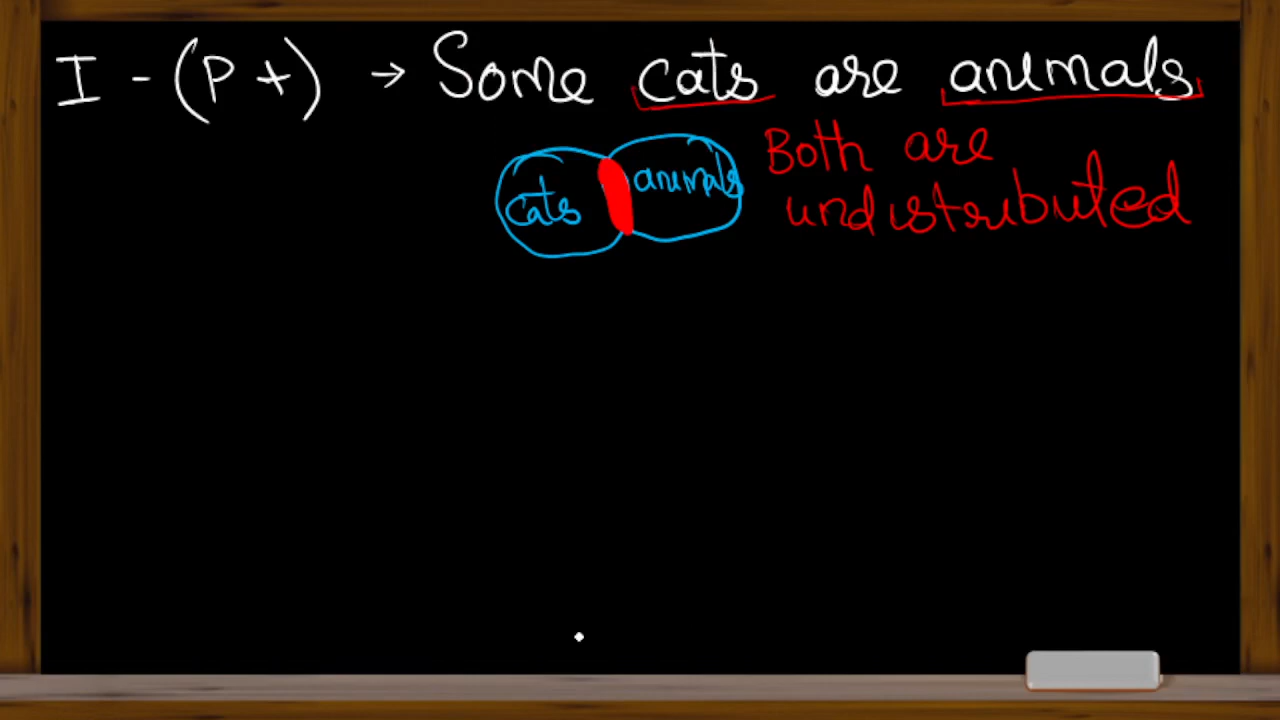 I - (P +) → Some cats are animals
cats
animals
Both are
undistributed